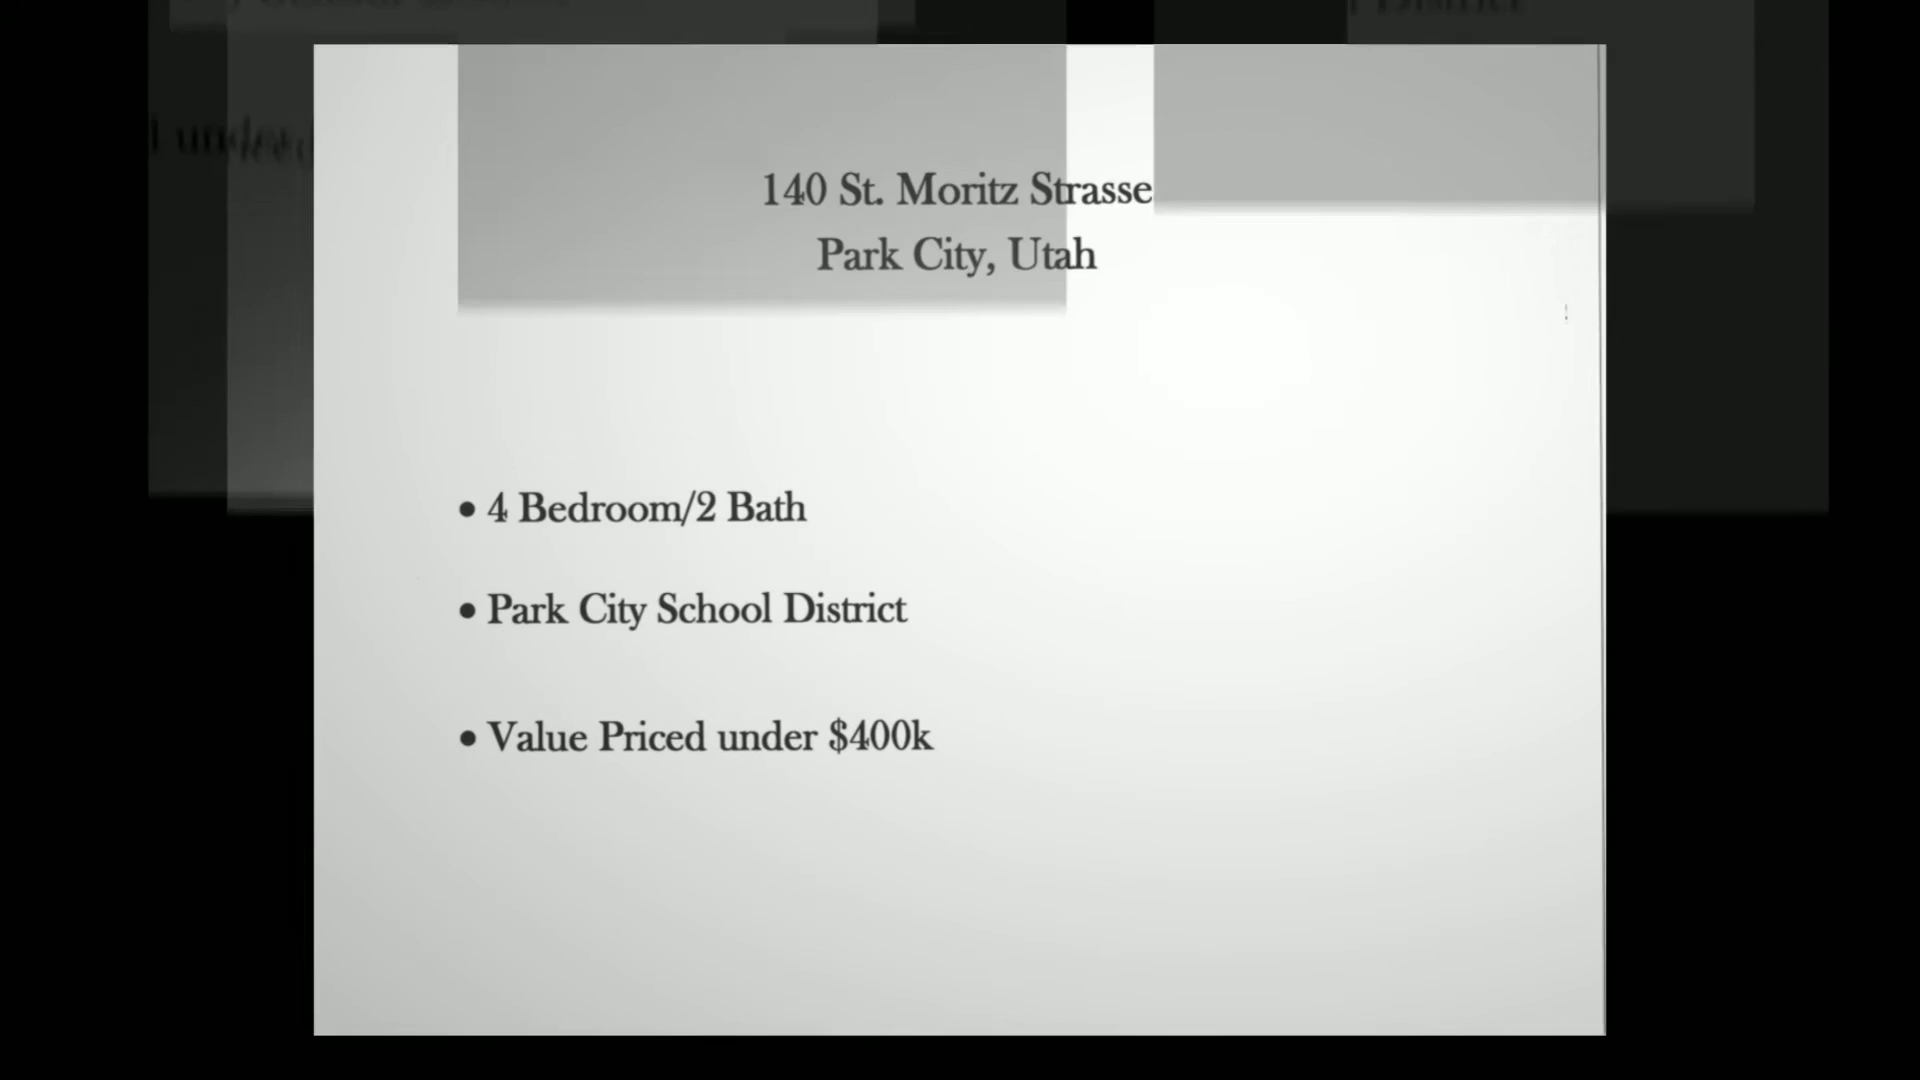 140 St. Moritz Strasse
Park City, Utah
• 4 Bedroom/2 Bath
• Park City School District
• Value Priced under $400k